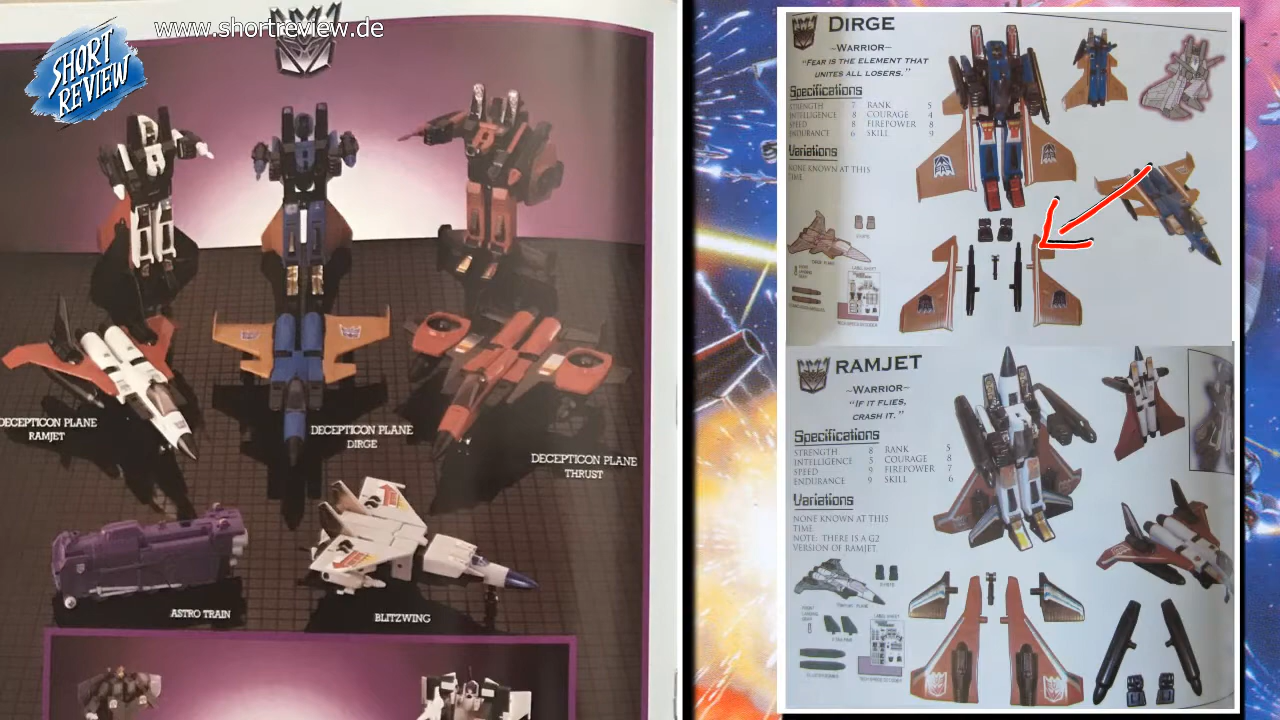 www.shortreview.de
SHORT
REVIEW
DECEPTICON PLANE
RAMJET
DECEPTICON PLANE
DIRGE
DECEPTICON PLANE
THRUST
ASTRO TRAIN
BLITZWING
DIRGE
~WARRIOR~
"FEAR IS THE ELEMENT THAT
UNITES ALL LOSERS."
Specifications
STRENGTH 7 RANK 5
INTELLIGENCE 8 COURAGE 4
SPEED 8 FIREPOWER 8
ENDURANCE 6 SKILL 9
Variations
NONE KNOWN AT THIS
TIME
RAMJET
~WARRIOR~
"IF IT FLIES,
CRASH IT."
Specifications
STRENGTH 8 RANK 5
INTELLIGENCE 5 COURAGE 8
SPEED 9 FIREPOWER 7
ENDURANCE 9 SKILL 6
Variations
NONE KNOWN AT THIS
TIME
NOTE: THERE IS A G2
VERSION OF RAMJET.